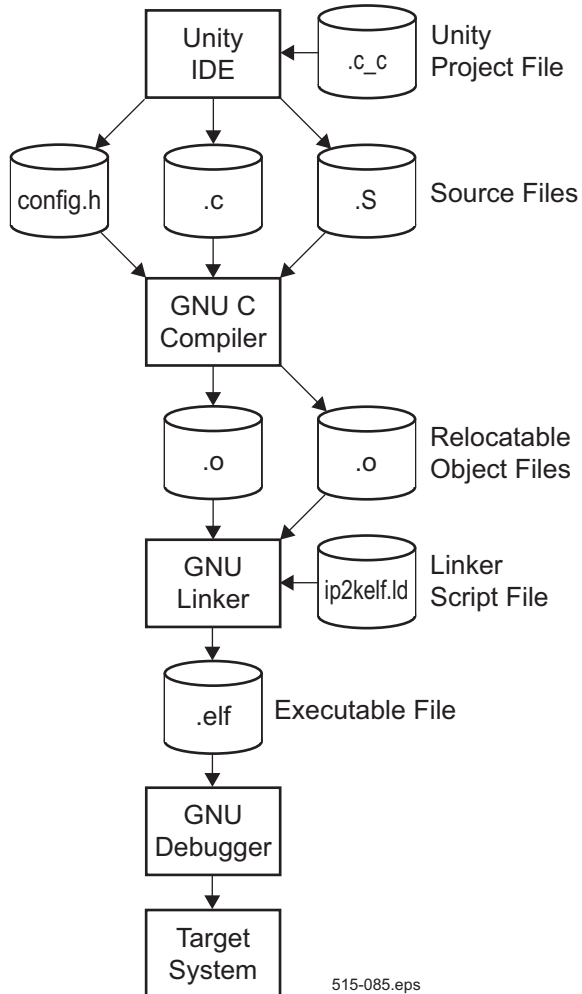 Unity
IDE
.c_c
Unity
Project File
config.h
.c
.S
Source Files
GNU C
Compiler
.o
.o
Relocatable
Object Files
GNU
Linker
ip2kelf.ld
Linker
Script File
.elf
Executable File
GNU
Debugger
Target
System
515-085.eps